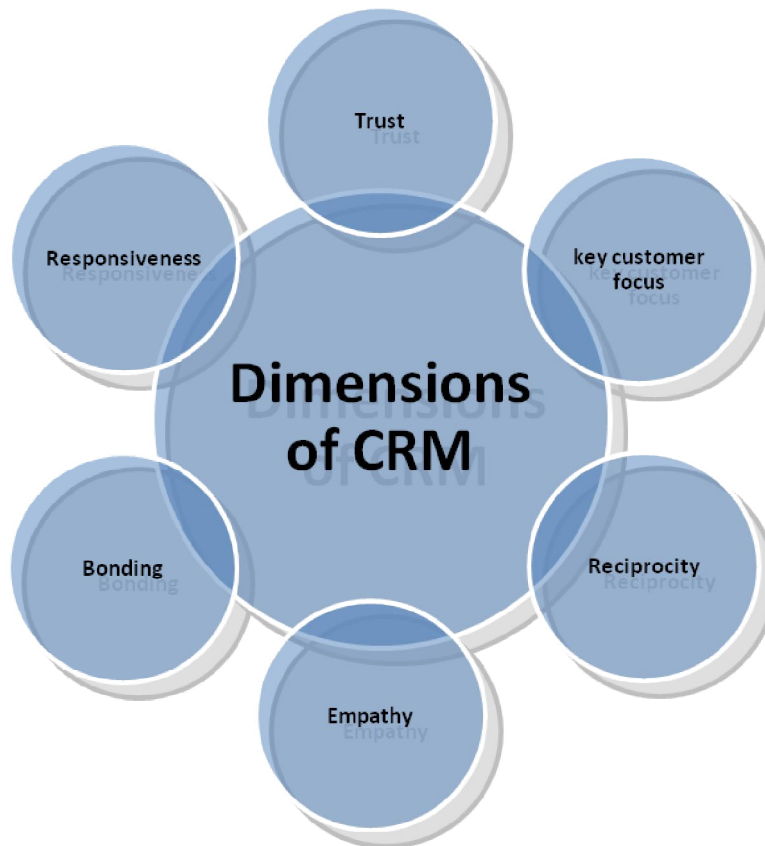 Trust
Responsiveness
key customer
focus
Dimensions
of CRM
Bonding
Reciprocity
Empathy